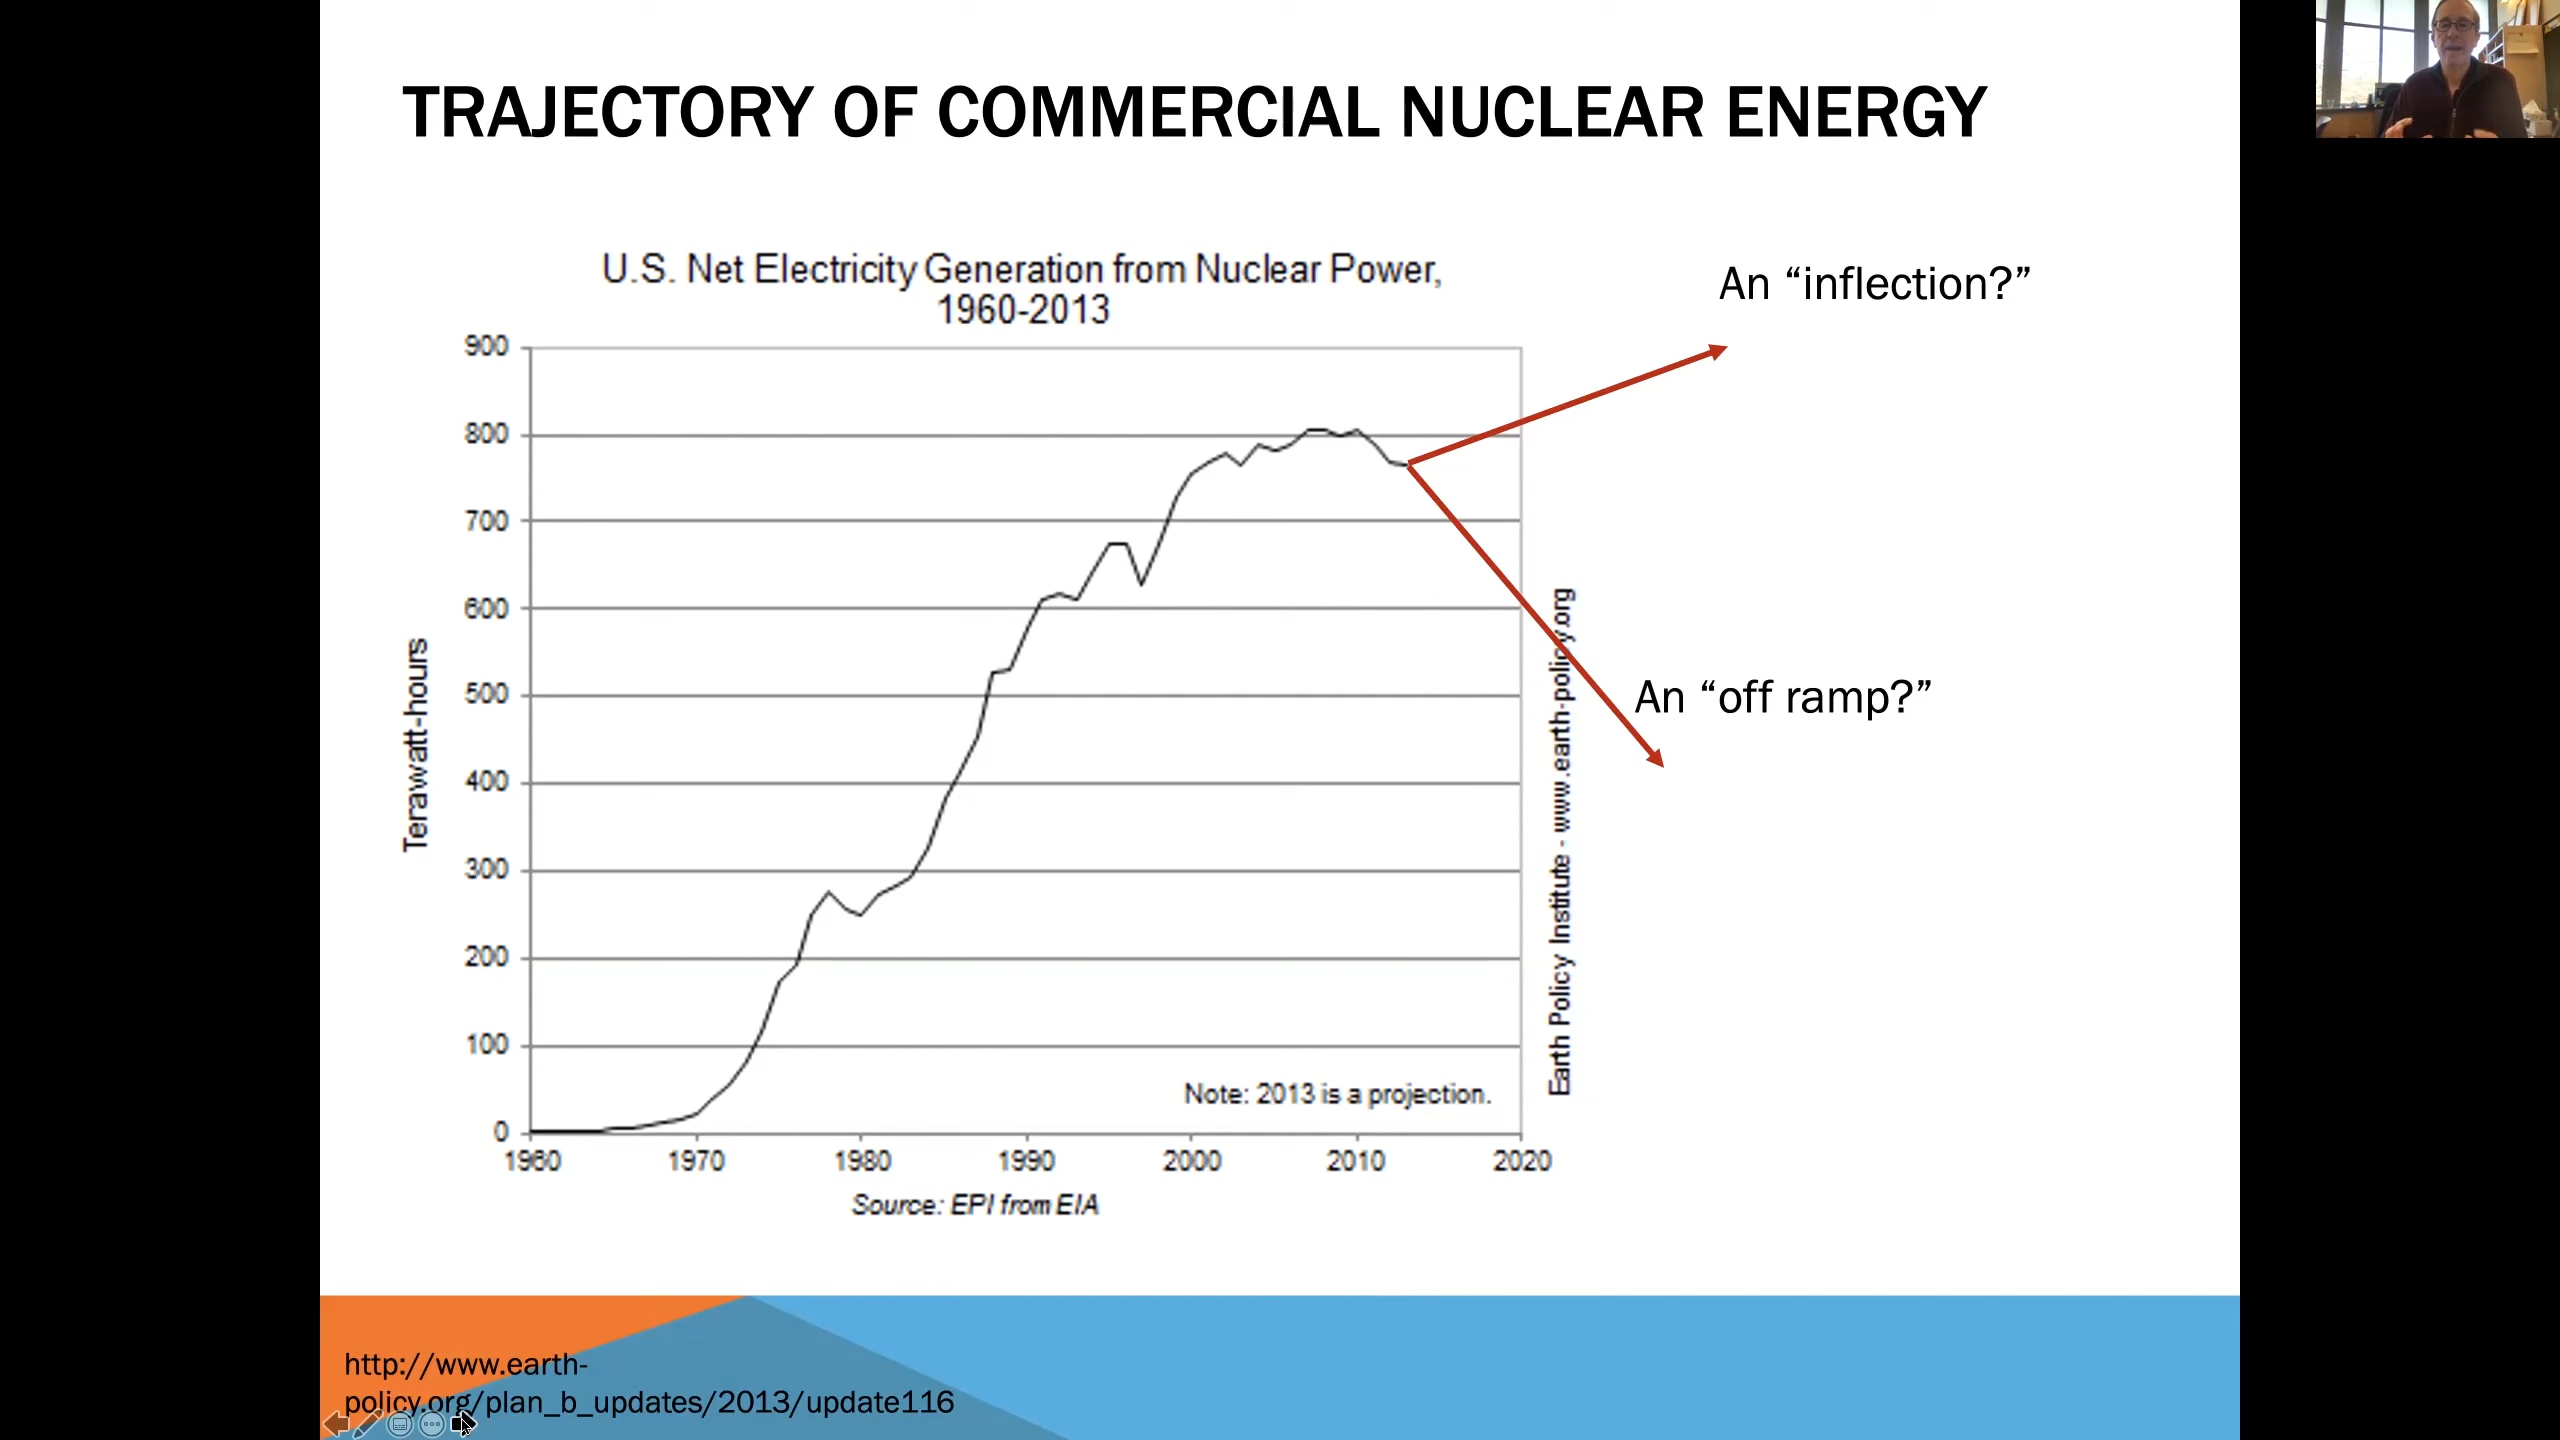 TRAJECTORY OF COMMERCIAL NUCLEAR ENERGY
U.S. Net Electricity Generation from Nuclear Power,
1960-2013
An “inflection?”
An “off ramp?”
900
800
700
600
500
400
300
200
100
0
Terawatt-hours
1960 1970 1980 1990 2000 2010 2020
Note: 2013 is a projection.
Earth Policy Institute - www.earth-policy.org
Source: EPI from EIA
http://www.earth-
policy.org/plan_b_updates/2013/update116